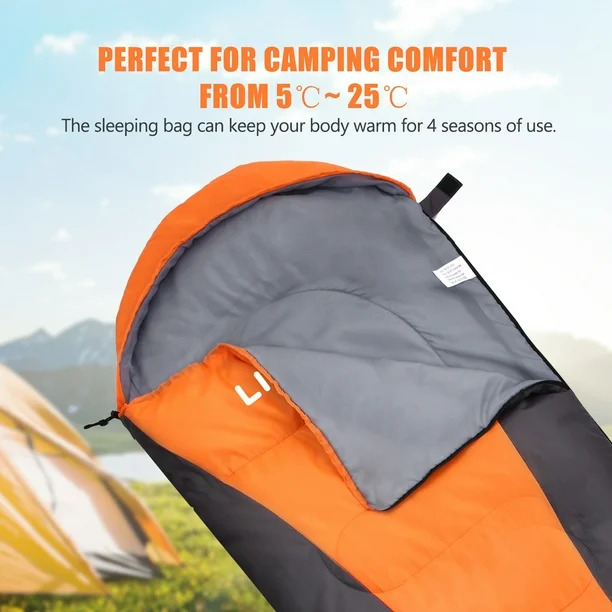 PERFECT FOR CAMPING COMFORT
FROM 5℃~ 25℃
The sleeping bag can keep your body warm for 4 seasons of use.
LI